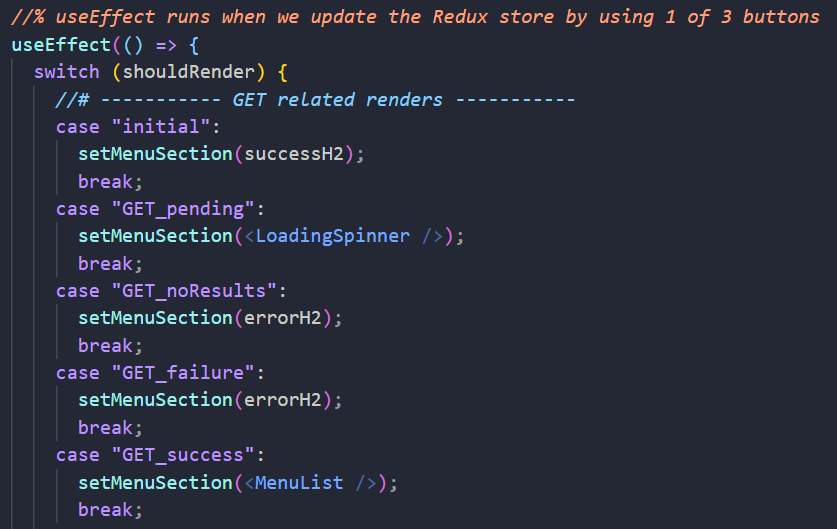 //% useEffect runs when we update the Redux store by using 1 of 3 buttons
useEffect(() => {
switch (shouldRender) {
//# ----------- GET related renders -----------
case "initial":
setMenuSection(successH2);
break;
case "GET_pending":
setMenuSection(<LoadingSpinner />);
break;
case "GET_noResults":
setMenuSection(errorH2);
break;
case "GET_failure":
setMenuSection(errorH2);
break;
case "GET_success":
setMenuSection(<MenuList />);
break;